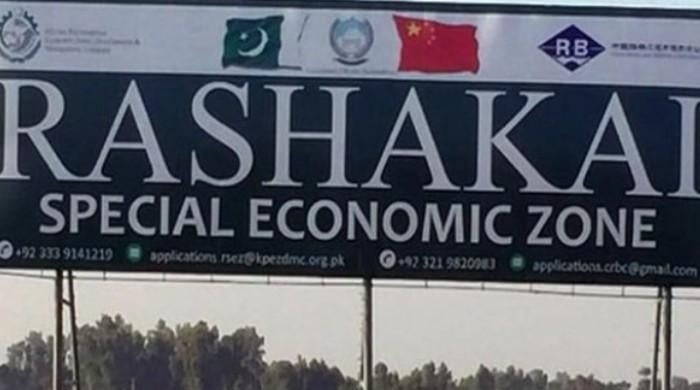 RB
RASHAKAI
SPECIAL ECONOMIC ZONE
+92 333 9141219 applications.rsez@kpezdmc.org.pk +92 321 9820983 applications.crbc@gmail.com